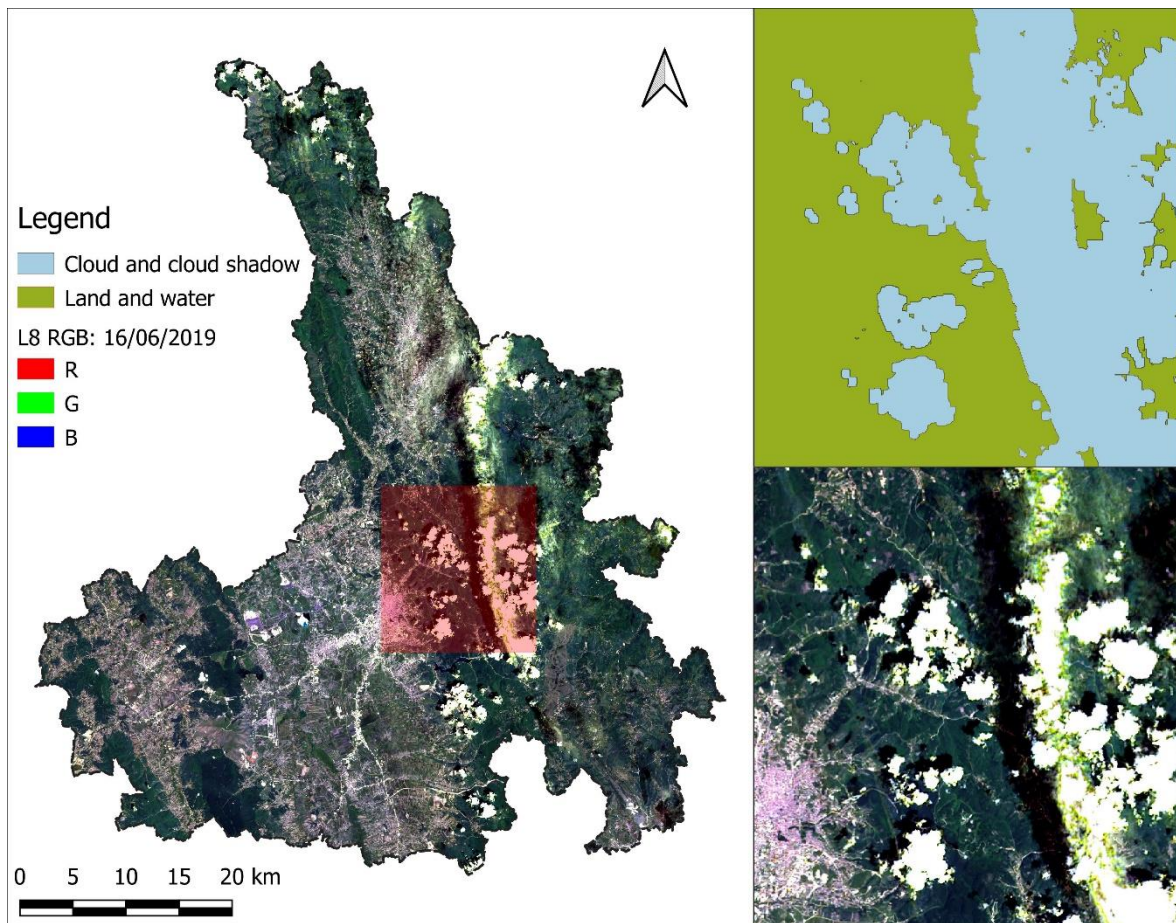 Legend
Cloud and cloud shadow
Land and water
L8 RGB: 16/06/2019
R
G
B
0 5 10 15 20 km